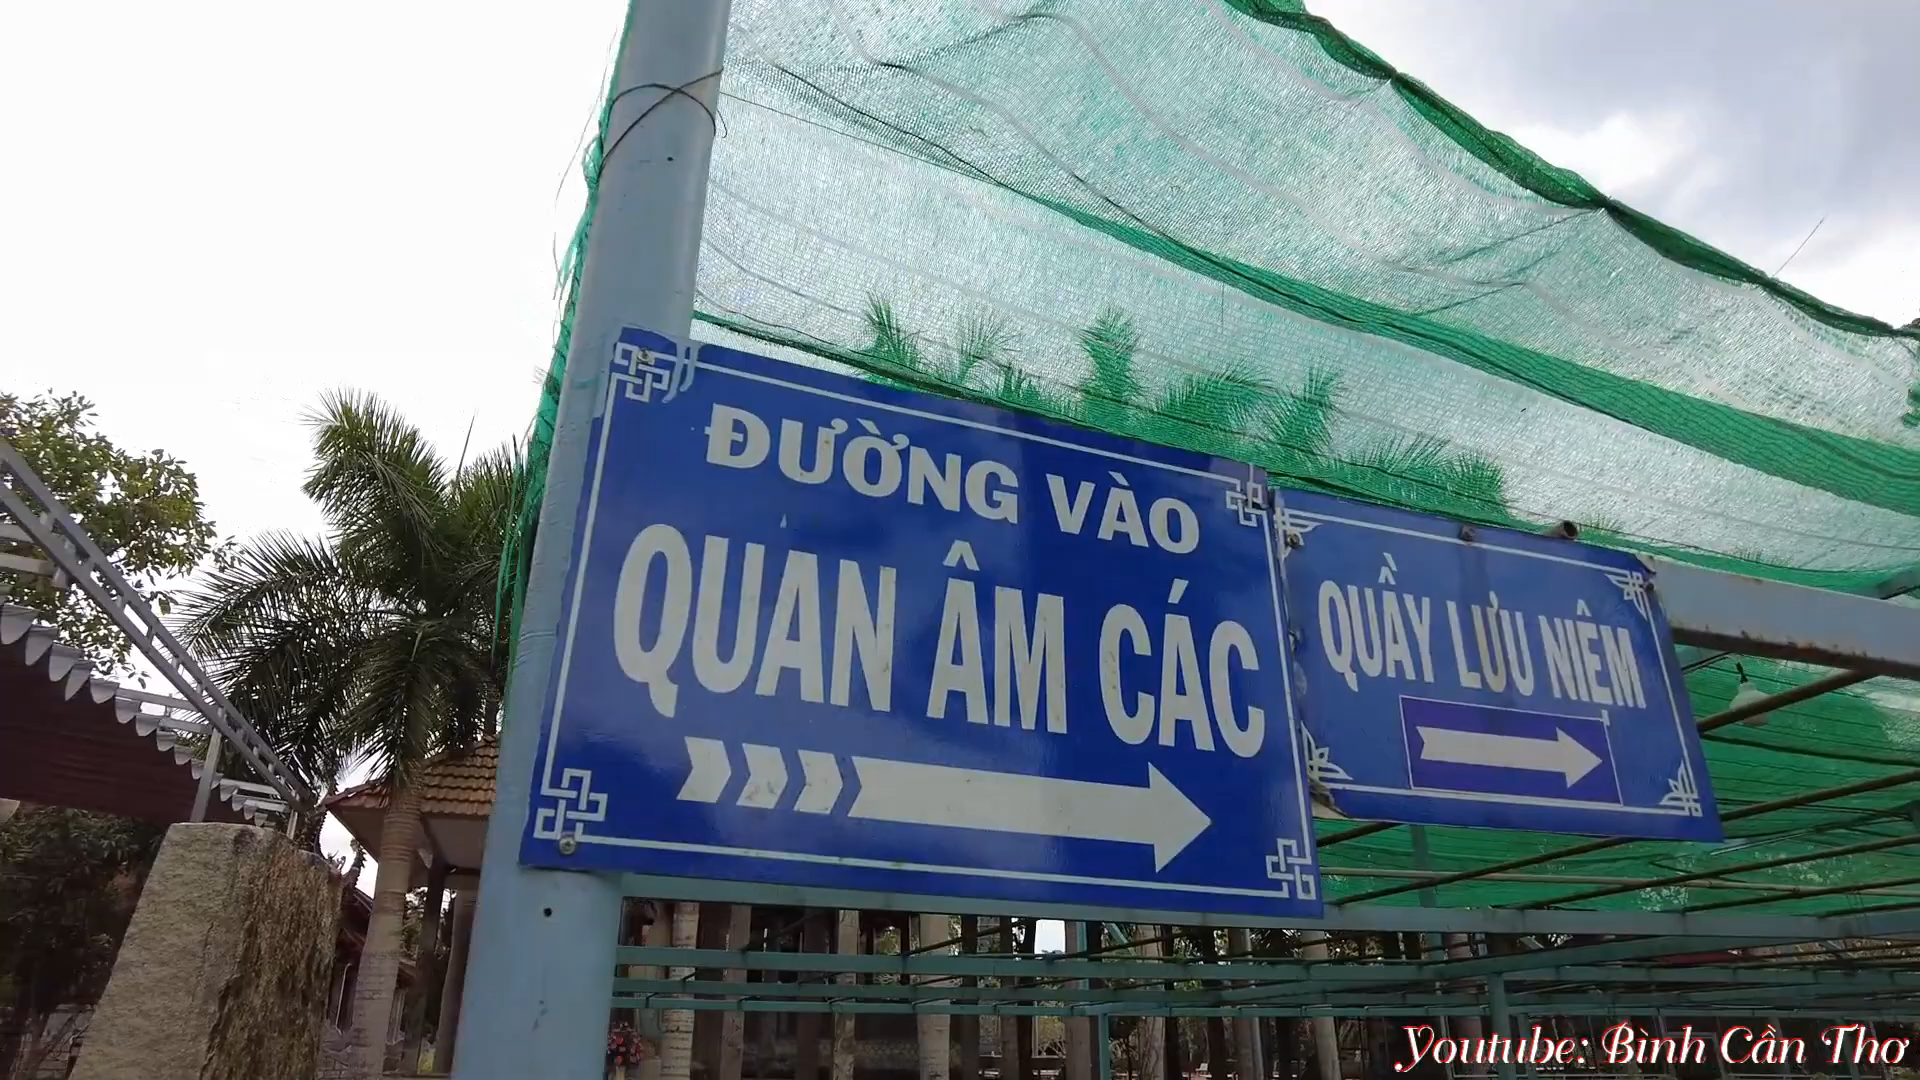 ĐƯỜNG VÀO
QUAN ÂM CÁC
QUẦY LƯU NIỆM
Youtube: Bình Cần Thơ